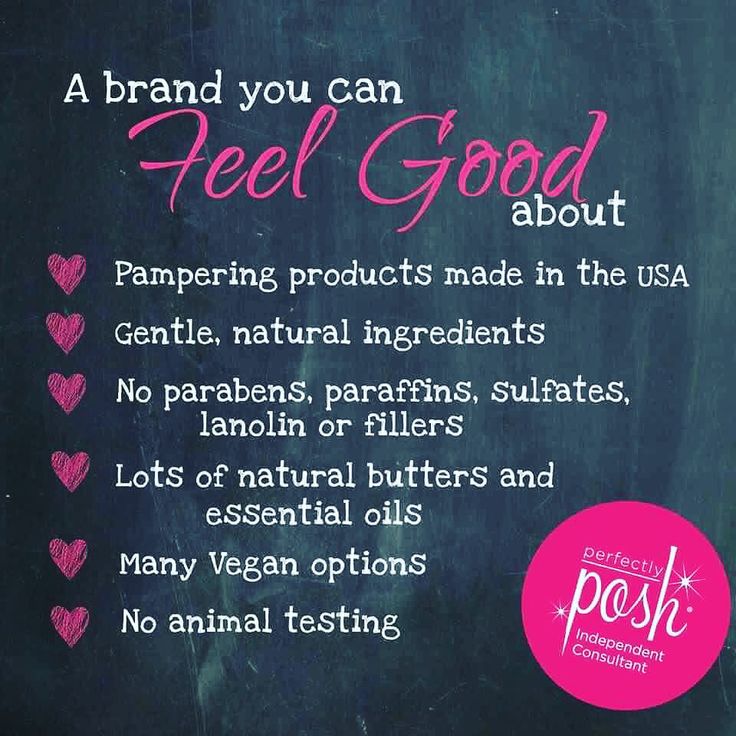 A brand you can
Feel Good
about
Pampering products made in the USA
Gentle, natural ingredients
No parabens, paraffins, sulfates,
lanolin or fillers
Lots of natural butters and
essential oils
Many Vegan options
No animal testing
perfectly
posh®
Independent
Consultant